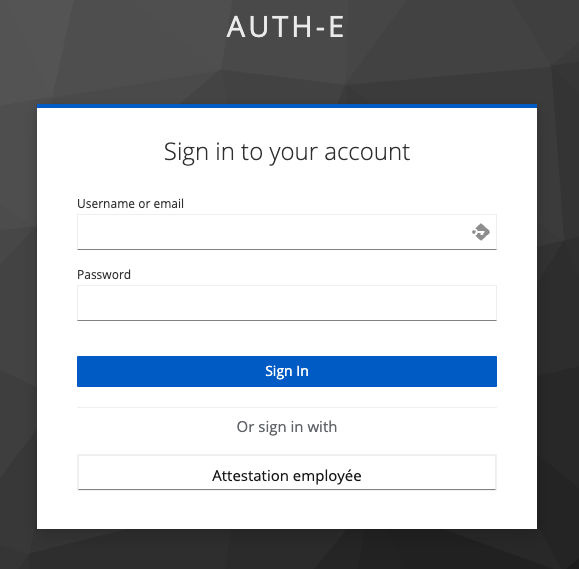 AUTH-E
Sign in to your account
Username or email
Password
Sign In
Or sign in with
Attestation employée